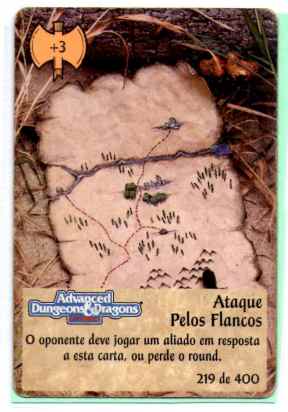 +3
Advanced
Dungeons & Dragons
Ataque
Pelos Flancos
O oponente deve jogar um aliado em resposta
a esta carta, ou perde o round.
219 de 400